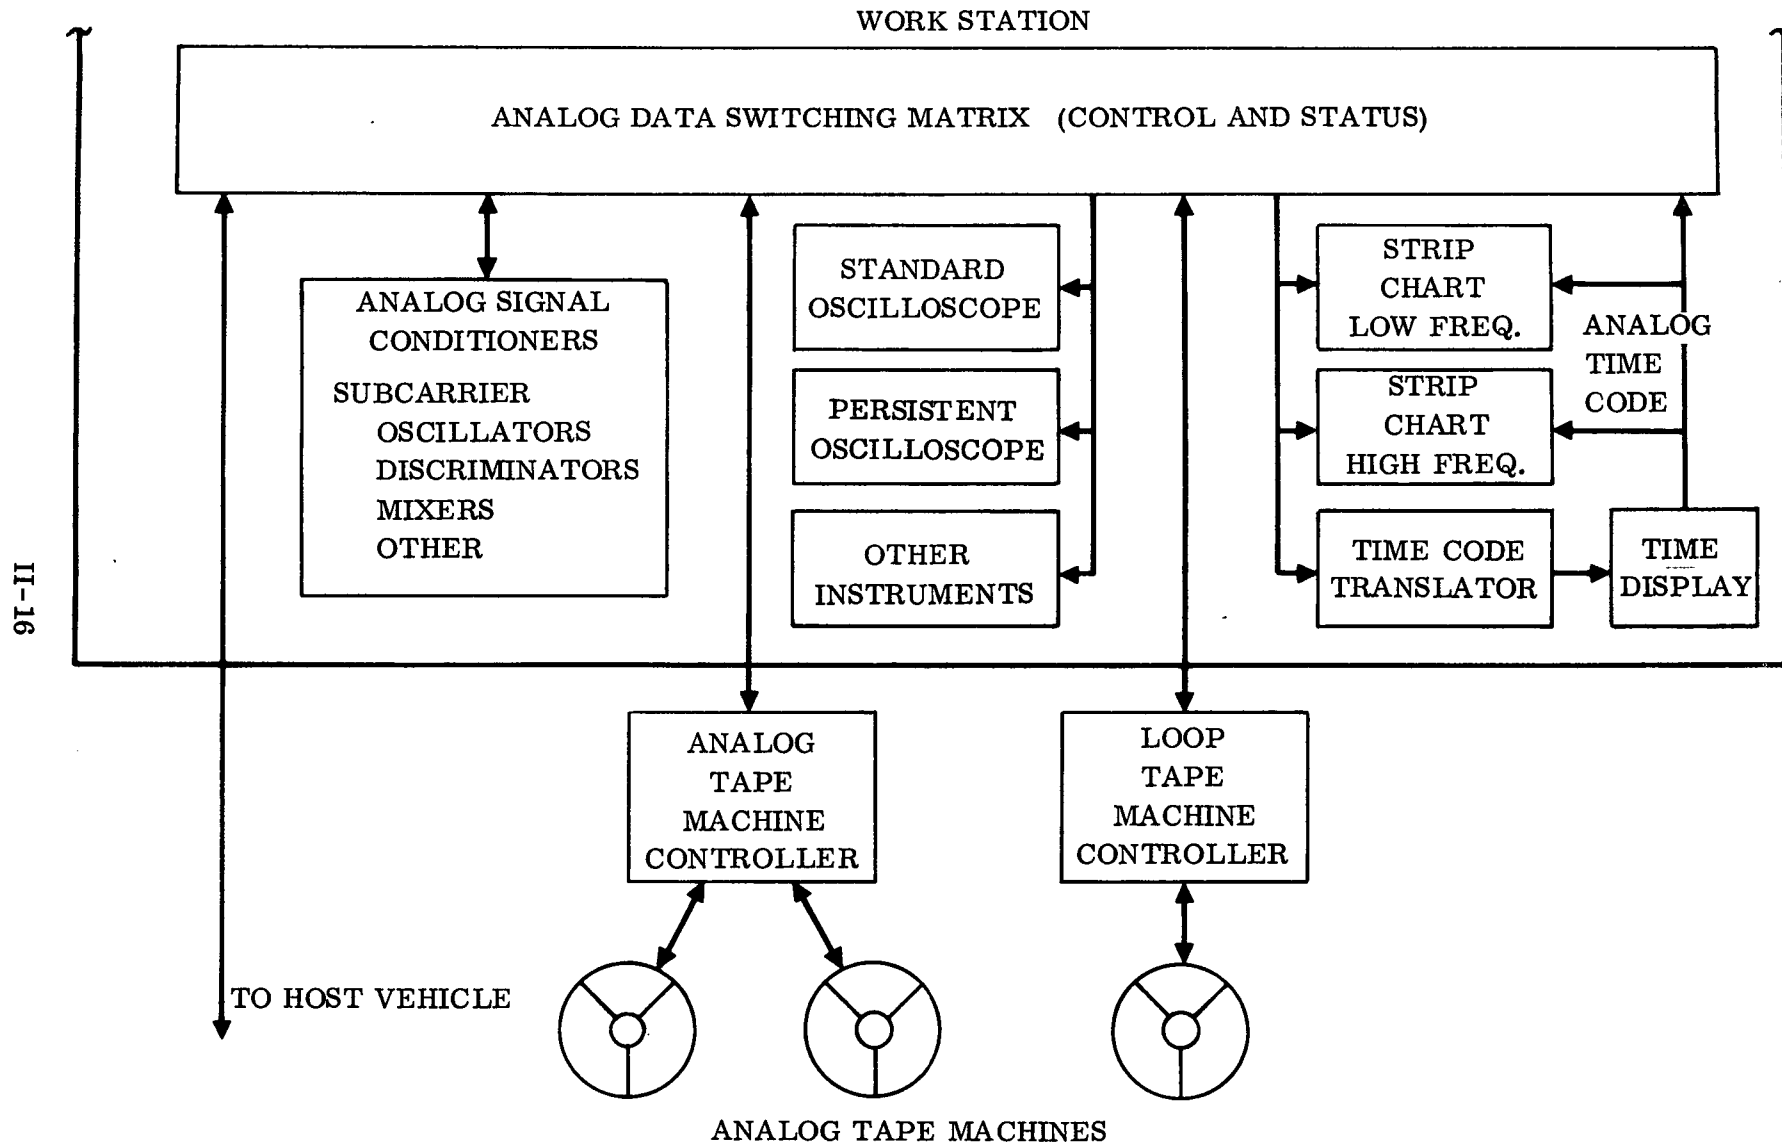 WORK STATION
ANALOG DATA SWITCHING MATRIX (CONTROL AND STATUS)
ANALOG SIGNAL
CONDITIONERS
SUBCARRIER
OSCILLATORS
DISCRIMINATORS
MIXERS
OTHER
STANDARD
OSCILLOSCOPE
PERSISTENT
OSCILLOSCOPE
OTHER
INSTRUMENTS
STRIP
CHART
LOW FREQ.
STRIP
CHART
HIGH FREQ.
ANALOG
TIME
CODE
TIME CODE
TRANSLATOR
TIME
DISPLAY
II-16
ANALOG
TAPE
MACHINE
CONTROLLER
LOOP
TAPE
MACHINE
CONTROLLER
TO HOST VEHICLE
ANALOG TAPE MACHINES